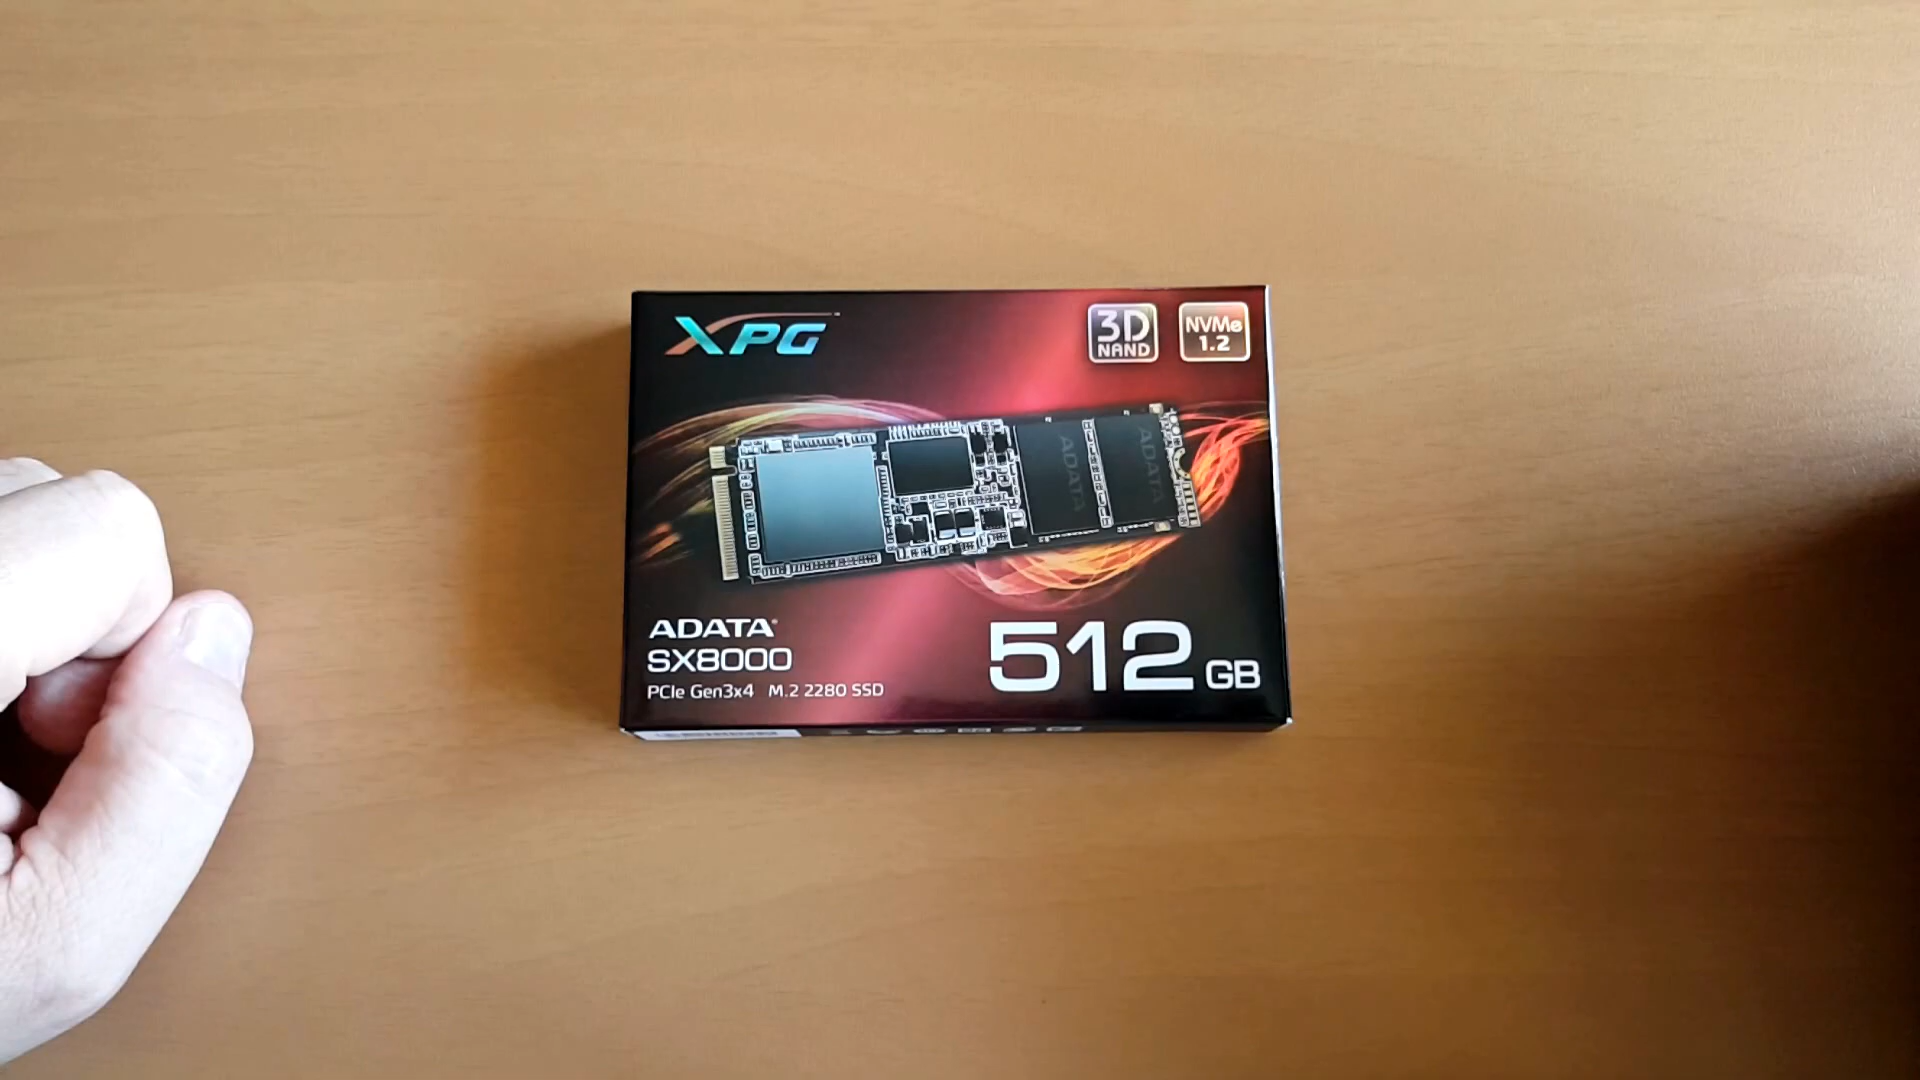 XPG
3D
NAND
NVMe
1.2
ADATA
ADATA
ADATA
SX8000
PCIe Gen3x4 M.2 2280 SSD
512 GB